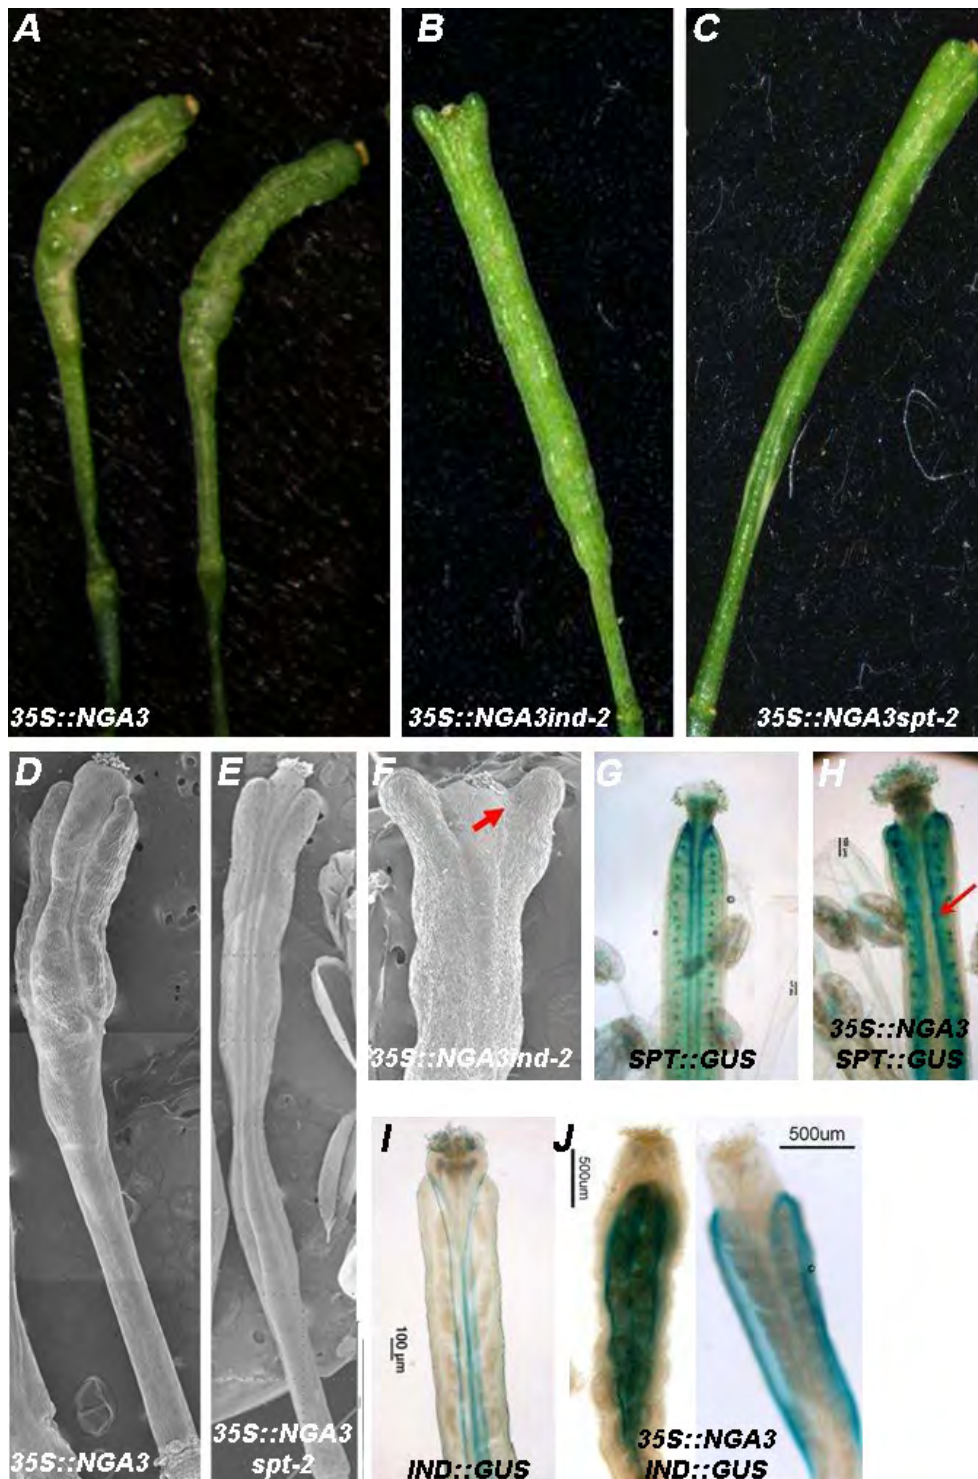 A
B
C
35S::NGA3
35S::NGA3ind-2
35S::NGA3spt-2
D
E
F
G
H
35S::NGA3ind-2
SPT::GUS
35S::NGA3
SPT::GUS
I
J
500um
500um
100 µm
35S::NGA3
35S::NGA3
spt-2
IND::GUS
35S::NGA3
IND::GUS